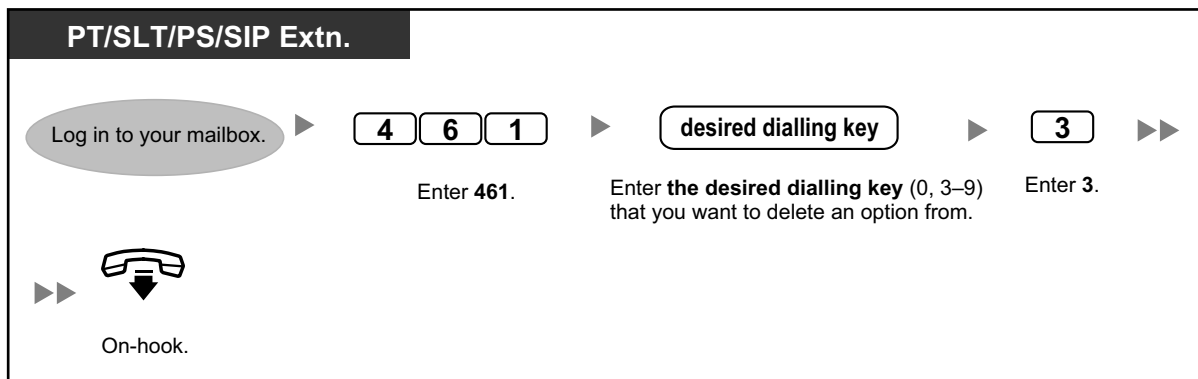 PT/SLT/PS/SIP Extn.
Log in to your mailbox.
4 6 1
desired dialling key
3
Enter 461.
Enter the desired dialling key (0, 3–9)
that you want to delete an option from.
Enter 3.
On-hook.